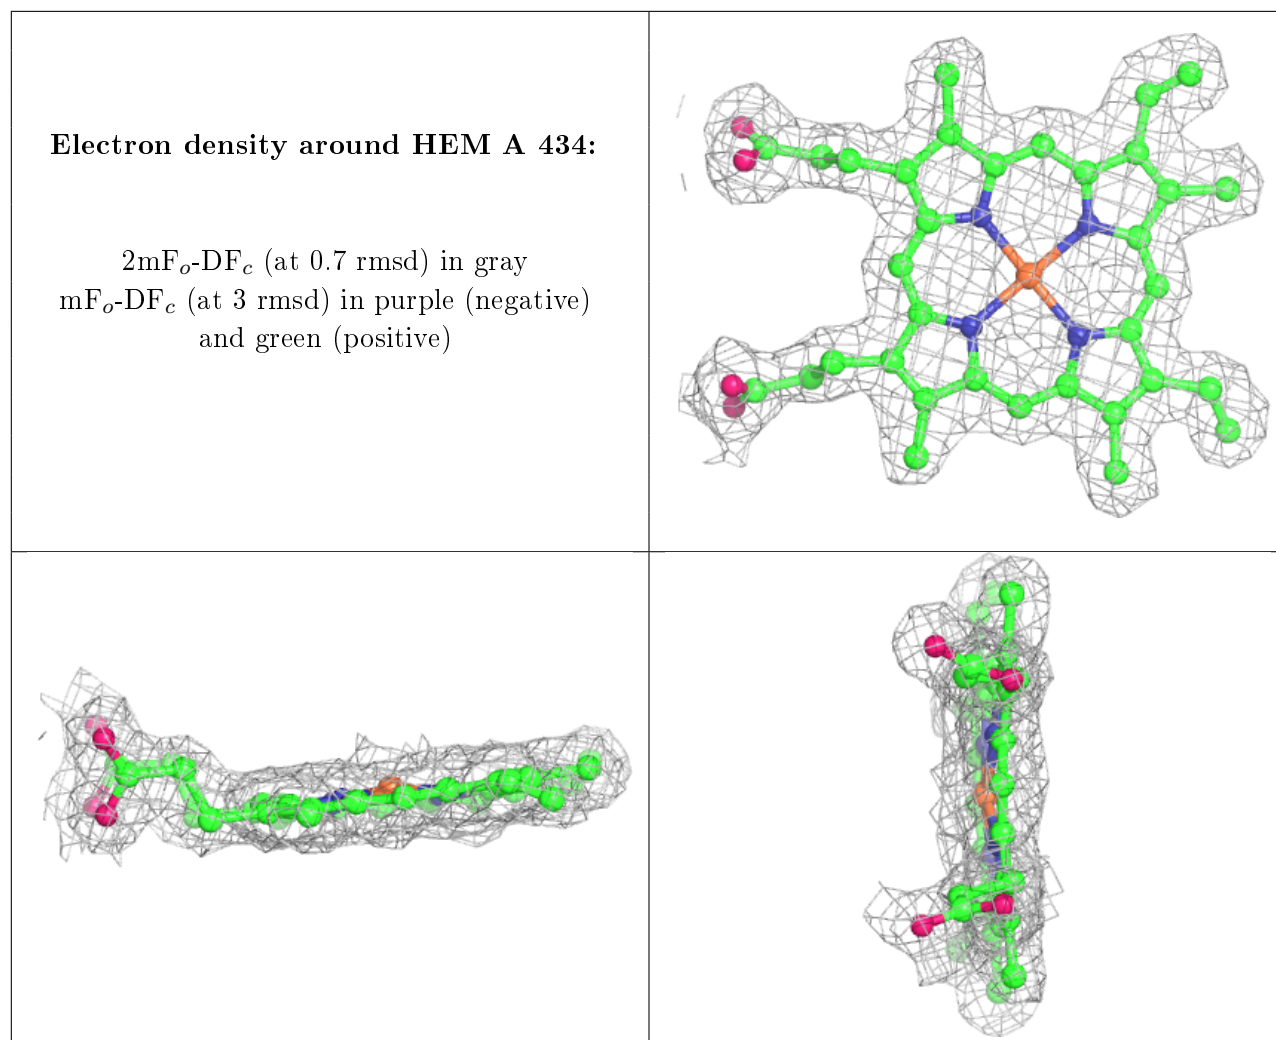 Electron density around HEM A 434:
2mFₒ-DF𝒸 (at 0.7 rmsd) in gray
mFₒ-DF𝒸 (at 3 rmsd) in purple (negative)
and green (positive)